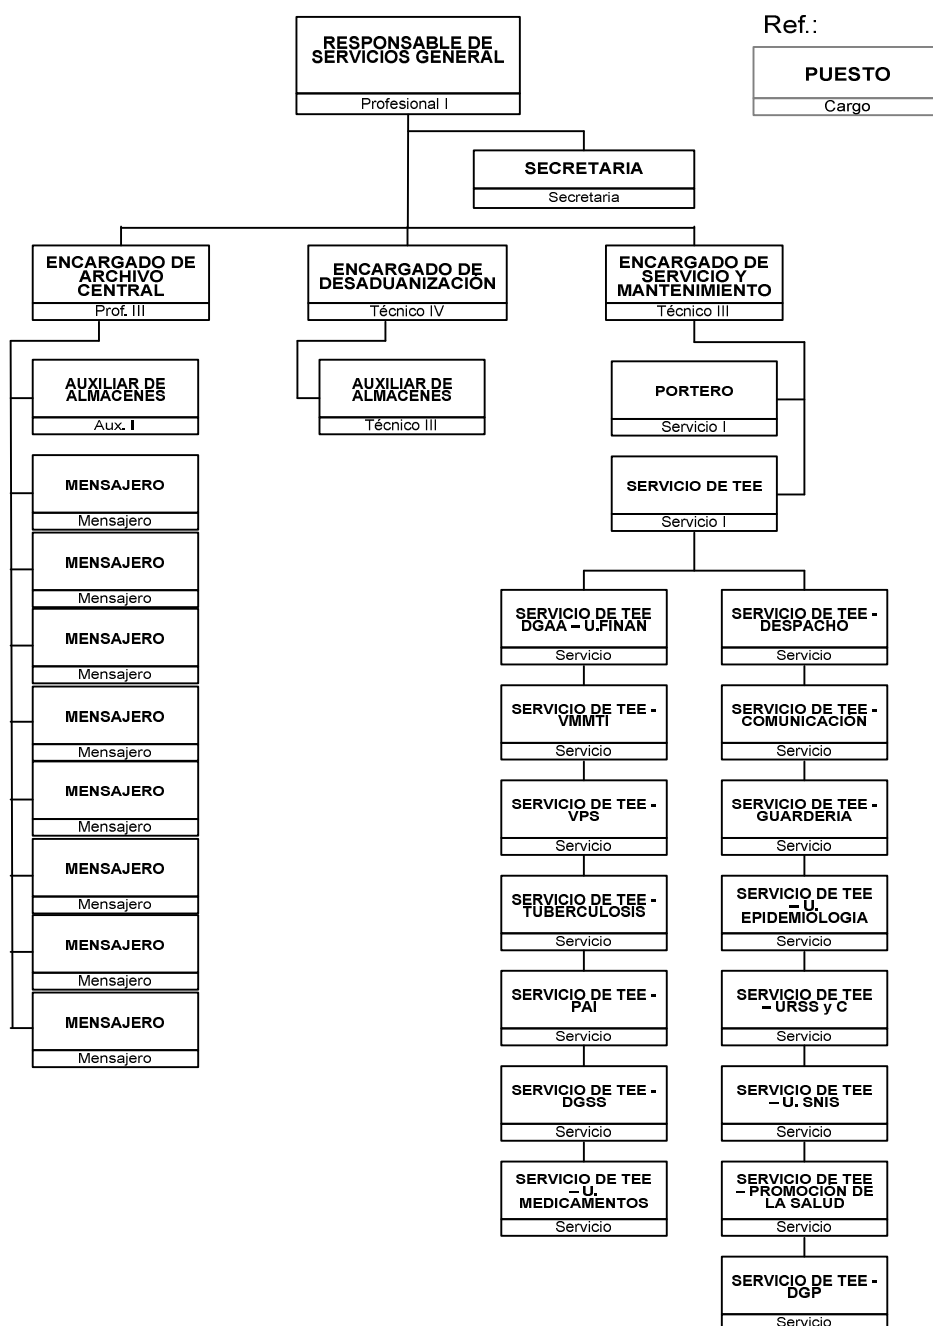 RESPONSABLE DE
SERVICIOS GENERAL
Profesional I
Ref.:
PUESTO
Cargo
SECRETARIA
Secretaria
ENCARGADO DE
ARCHIVO
CENTRAL
Prof. III
ENCARGADO DE
DESADUANIZACIÓN
Técnico IV
ENCARGADO DE
SERVICIO Y
MANTENIMIENTO
Técnico III
AUXILIAR DE
ALMACENES
Aux. I
MENSAJERO
Mensajero
MENSAJERO
Mensajero
MENSAJERO
Mensajero
MENSAJERO
Mensajero
MENSAJERO
Mensajero
MENSAJERO
Mensajero
MENSAJERO
Mensajero
MENSAJERO
Mensajero
AUXILIAR DE
ALMACENES
Técnico III
PORTERO
Servicio I
SERVICIO DE TEE
Servicio I
SERVICIO DE TEE
DGAA – U.FINAN
Servicio
SERVICIO DE TEE -
VMMTI
Servicio
SERVICIO DE TEE -
VPS
Servicio
SERVICIO DE TEE -
TUBERCULOSIS
Servicio
SERVICIO DE TEE -
PAI
Servicio
SERVICIO DE TEE -
DGSS
Servicio
SERVICIO DE TEE
– U.
MEDICAMENTOS
Servicio
SERVICIO DE TEE -
DESPACHO
Servicio
SERVICIO DE TEE -
COMUNICACIÓN
Servicio
SERVICIO DE TEE -
GUARDERIA
Servicio
SERVICIO DE TEE
– U.
EPIDEMIOLOGIA
Servicio
SERVICIO DE TEE
– URSS y C
Servicio
SERVICIO DE TEE
– U. SNIS
Servicio
SERVICIO DE TEE
– PROMOCIÓN DE
LA SALUD
Servicio
SERVICIO DE TEE -
DGP
Servicio